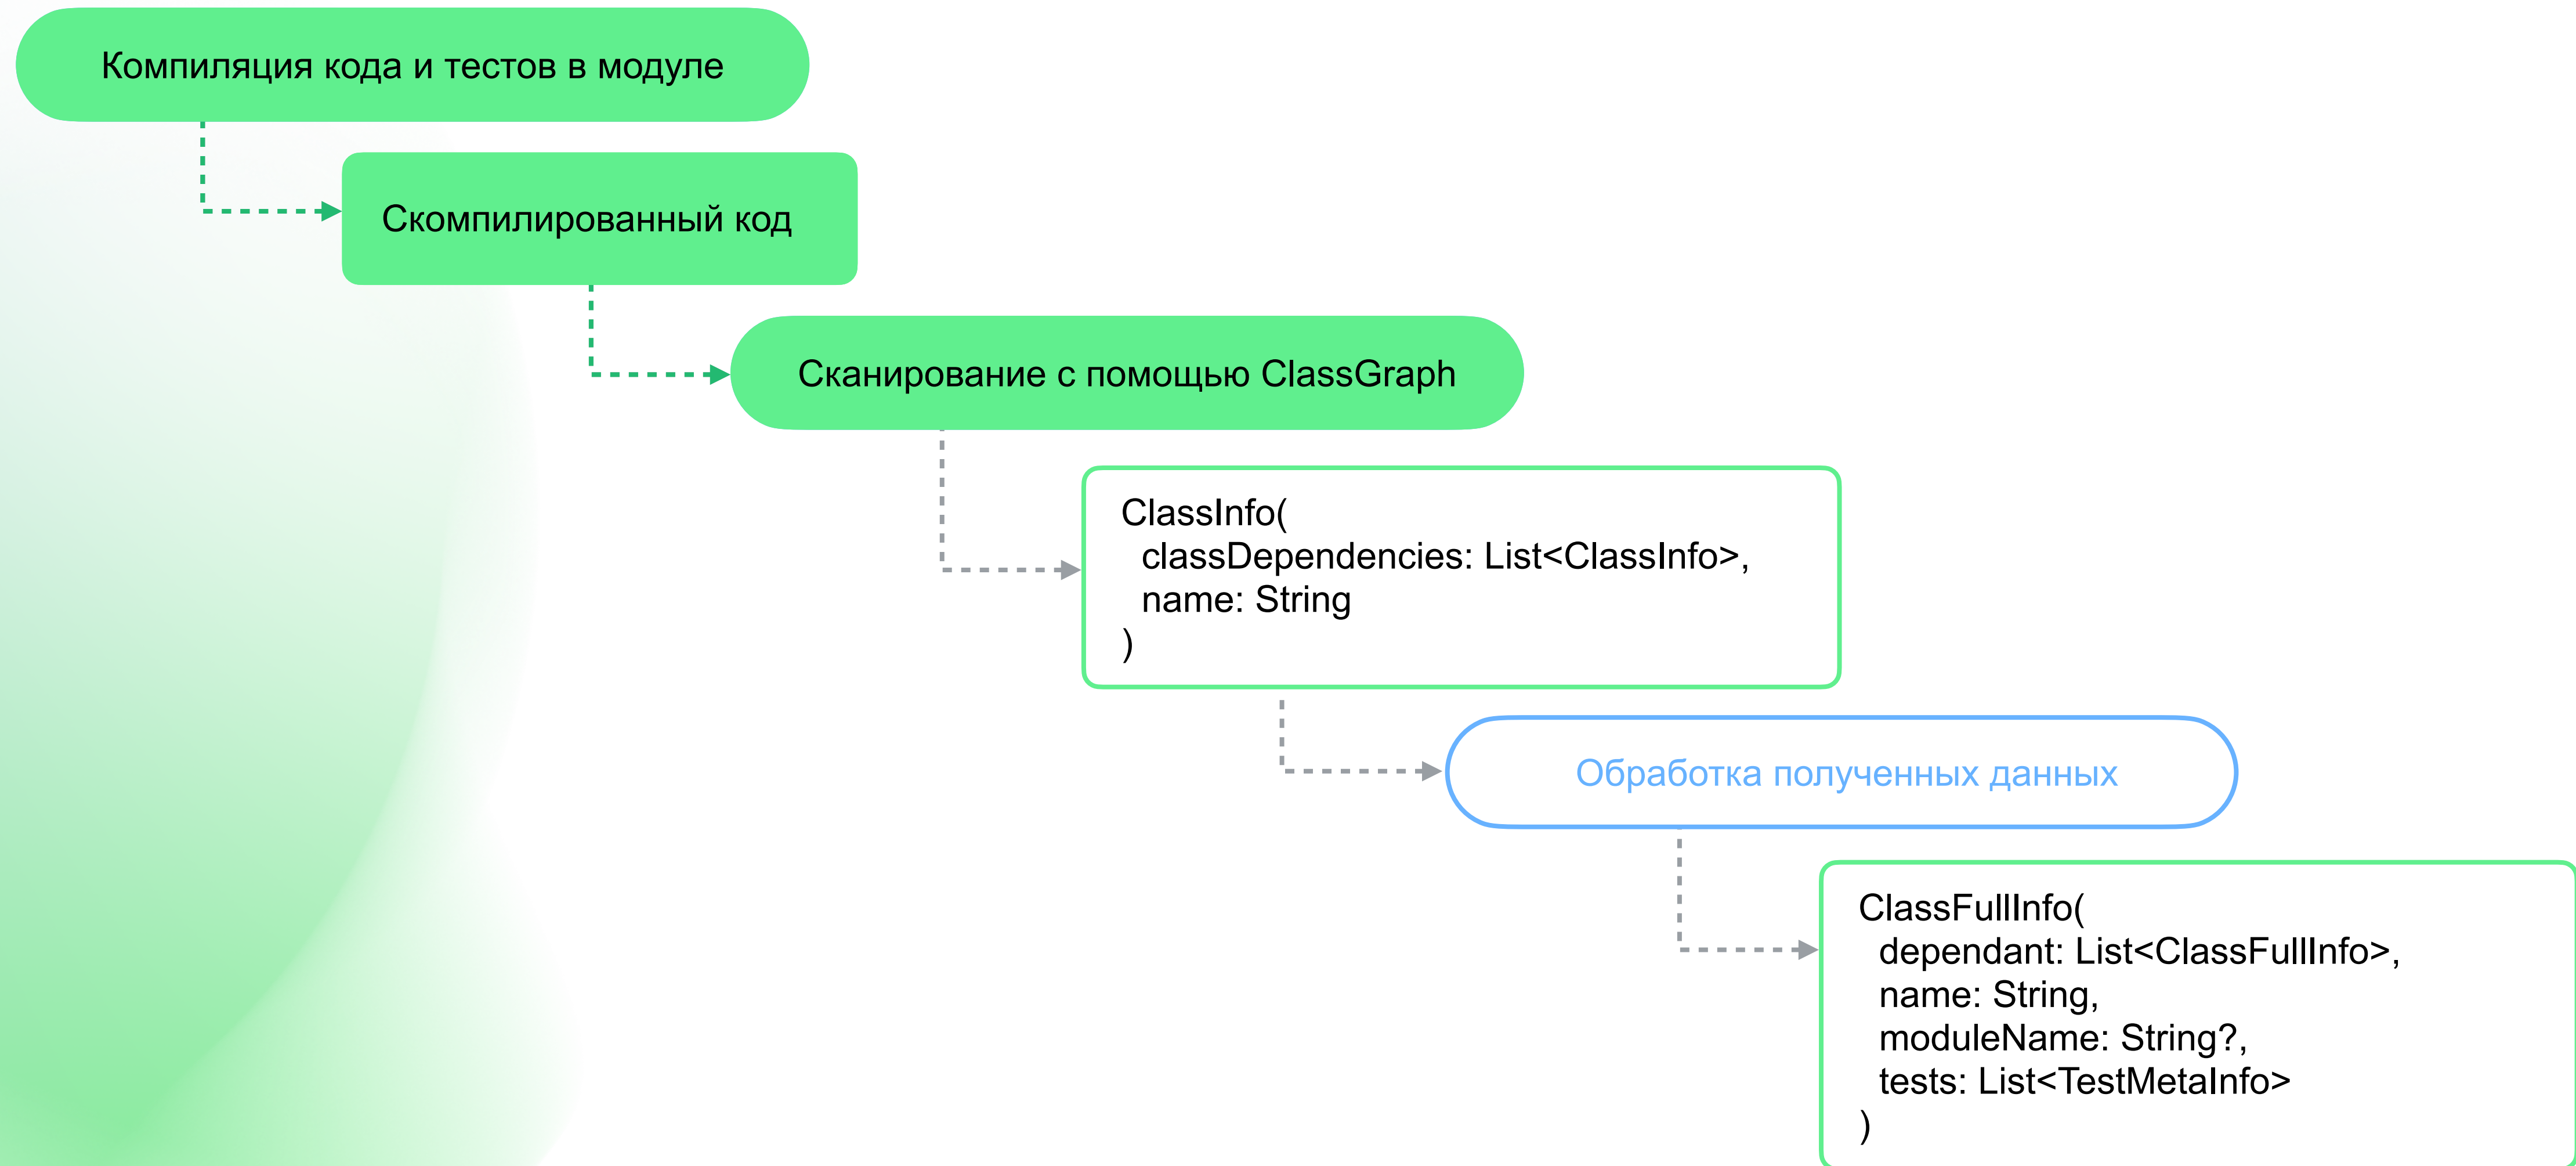 Компиляция кода и тестов в модуле
Скомпилированный код
Сканирование с помощью ClassGraph
ClassInfo(
classDependencies: List<ClassInfo>,
name: String
)
Обработка полученных данных
ClassFullInfo(
dependant: List<ClassFullInfo>,
name: String,
moduleName: String?,
tests: List<TestMetaInfo>
)